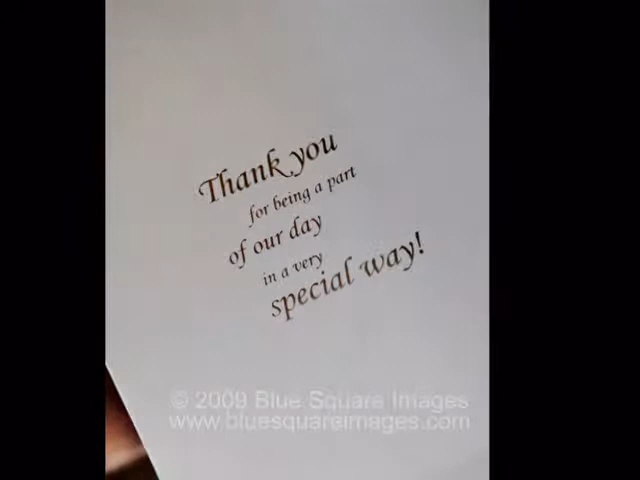 Thank you
for being a part
of our day
in a very
special way!
© 2009 Blue Square Images
www.bluesquareimages.com